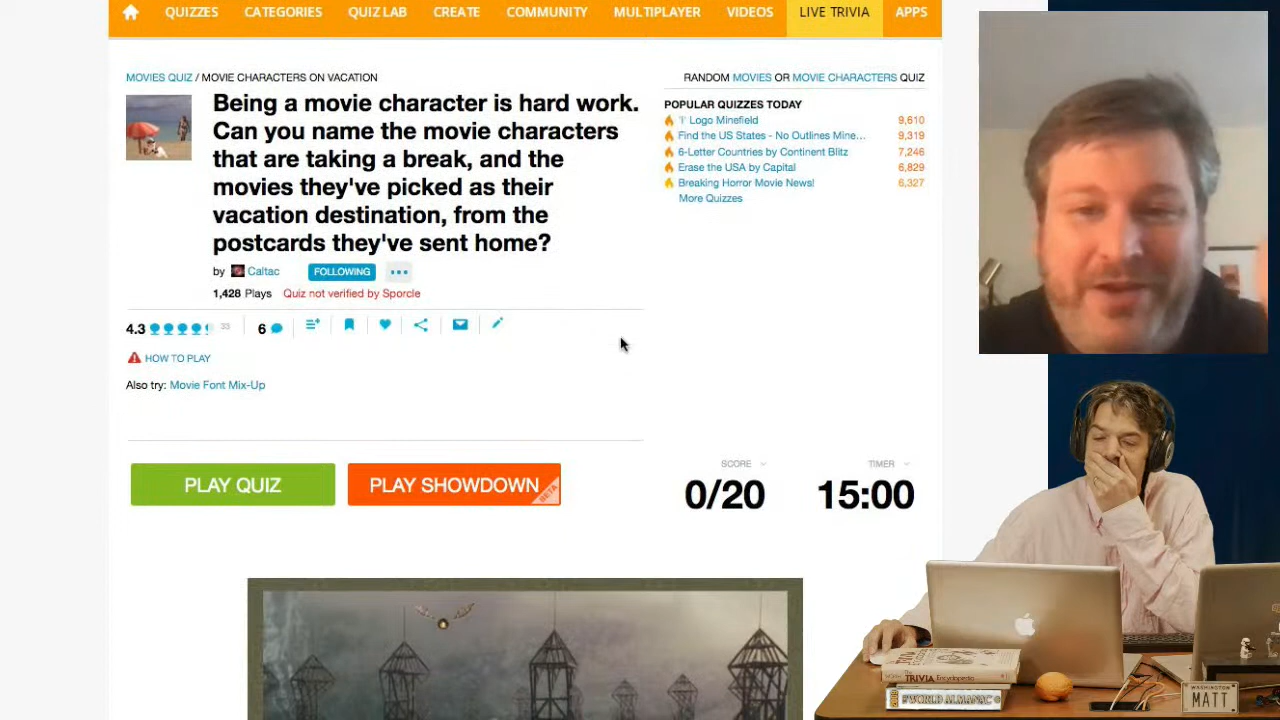 QUIZZES CATEGORIES QUIZ LAB CREATE COMMUNITY MULTIPLAYER VIDEOS LIVE TRIVIA APPS
MOVIES QUIZ / MOVIE CHARACTERS ON VACATION
Being a movie character is hard work.
Can you name the movie characters
that are taking a break, and the
movies they've picked as their
vacation destination, from the
postcards they've sent home?
by Caltac FOLLOWING
1,428 Plays Quiz not verified by Sporcle
4.3 33 6
HOW TO PLAY
Also try: Movie Font Mix-Up
RANDOM MOVIES OR MOVIE CHARACTERS QUIZ
POPULAR QUIZZES TODAY
Logo Minefield 9,610
Find the US States - No Outlines Mine... 9,319
6-Letter Countries by Continent Blitz 7,246
Erase the USA by Capital 6,829
Breaking Horror Movie News! 6,327
More Quizzes
PLAY QUIZ
PLAY SHOWDOWN
BETA
SCORE
0/20
TIMER
15:00
The TRIVIA Encyclopedia
WORLD ALMANAC
WASHINGTON
MATT